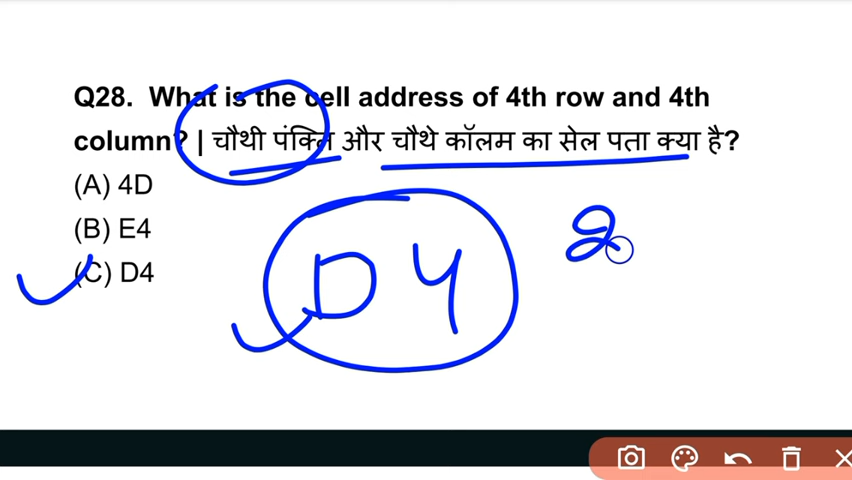 Q28. What is the cell address of 4th row and 4th
column? | चौथी पंक्ति और चौथे कॉलम का सेल पता क्या है?
(A) 4D
(B) E4
(C) D4
D4